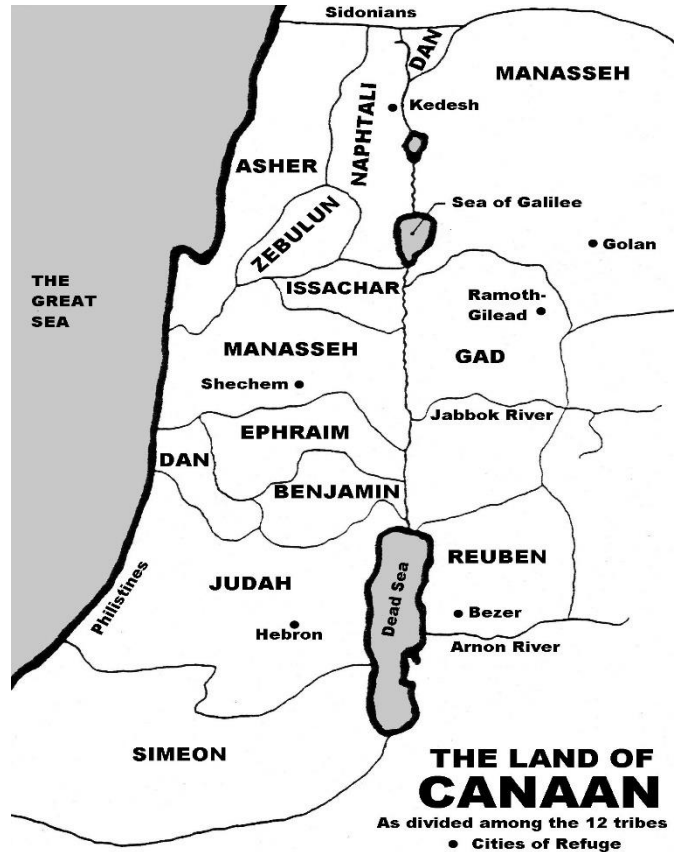 Sidonians
DAN
MANASSEH
NAPHTALI
Kedesh
ASHER
Sea of Galilee
ZEBULUN
Golan
THE
GREAT
SEA
ISSACHAR
Ramoth-
Gilead
MANASSEH
GAD
Shechem
Jabbok River
EPHRAIM
DAN
BENJAMIN
REUBEN
JUDAH
Dead Sea
Philistines
Bezer
Hebron
Arnon River
SIMEON
THE LAND OF
CANAAN
As divided among the 12 tribes
● Cities of Refuge